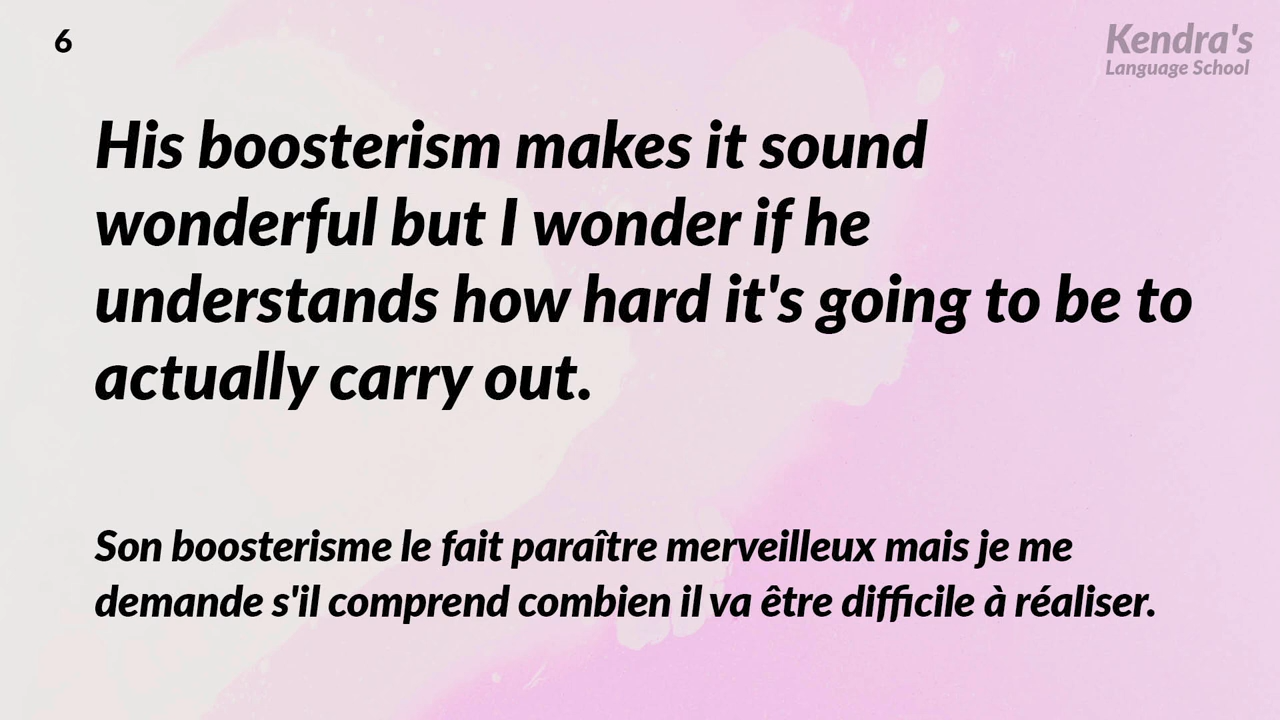 6
Kendra's
Language School
His boosterism makes it sound
wonderful but I wonder if he
understands how hard it's going to be to
actually carry out.
Son boosterisme le fait paraître merveilleux mais je me
demande s'il comprend combien il va être difficile à réaliser.